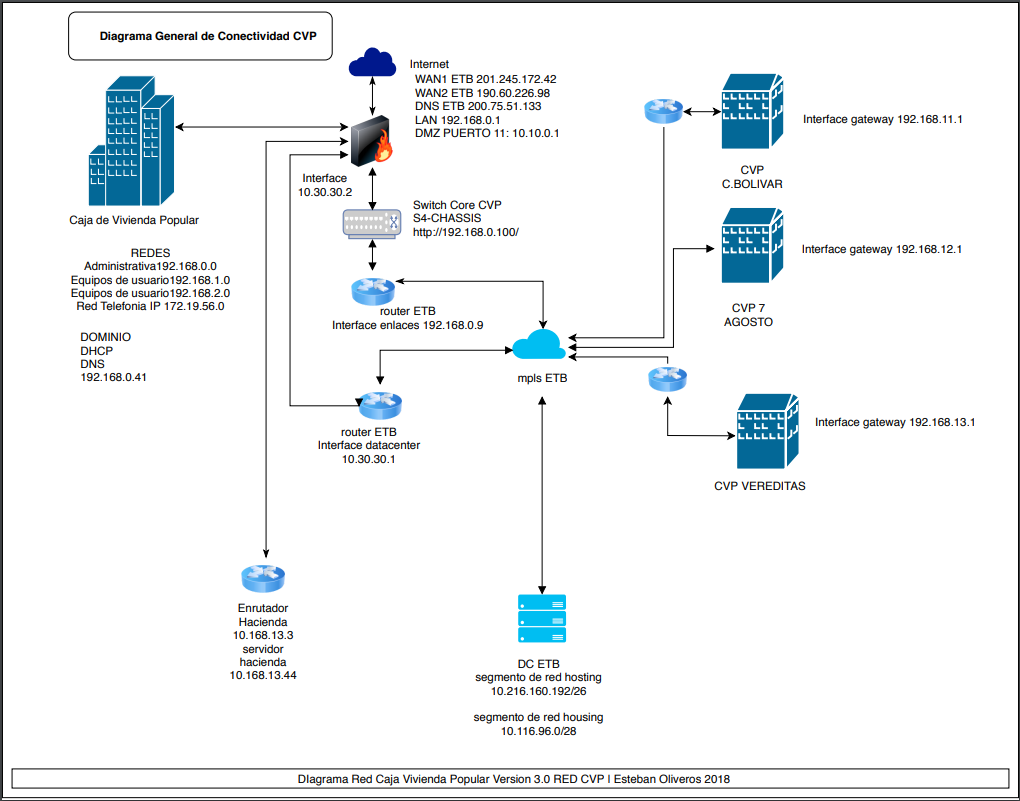 Diagrama General de Conectividad CVP
Internet
WAN1 ETB 201.245.172.42
WAN2 ETB 190.60.226.98
DNS ETB 200.75.51.133
LAN 192.168.0.1
DMZ PUERTO 11: 10.10.0.1
Interface gateway 192.168.11.1
CVP
C.BOLIVAR
Interface
10.30.30.2
Caja de Vivienda Popular
Switch Core CVP
S4-CHASSIS
http://192.168.0.100/
REDES
Administrativa192.168.0.0
Equipos de usuario192.168.1.0
Equipos de usuario192.168.2.0
Red Telefonia IP 172.19.56.0
Interface gateway 192.168.12.1
CVP 7
AGOSTO
router ETB
Interface enlaces 192.168.0.9
DOMINIO
DHCP
DNS
192.168.0.41
mpls ETB
router ETB
Interface datacenter
10.30.30.1
Interface gateway 192.168.13.1
CVP VEREDITAS
Enrutador
Hacienda
10.168.13.3
servidor
hacienda
10.168.13.44
DC ETB
segmento de red hosting
10.216.160.192/26
segmento de red housing
10.116.96.0/28
DIagrama Red Caja Vivienda Popular Version 3.0 RED CVP | Esteban Oliveros 2018